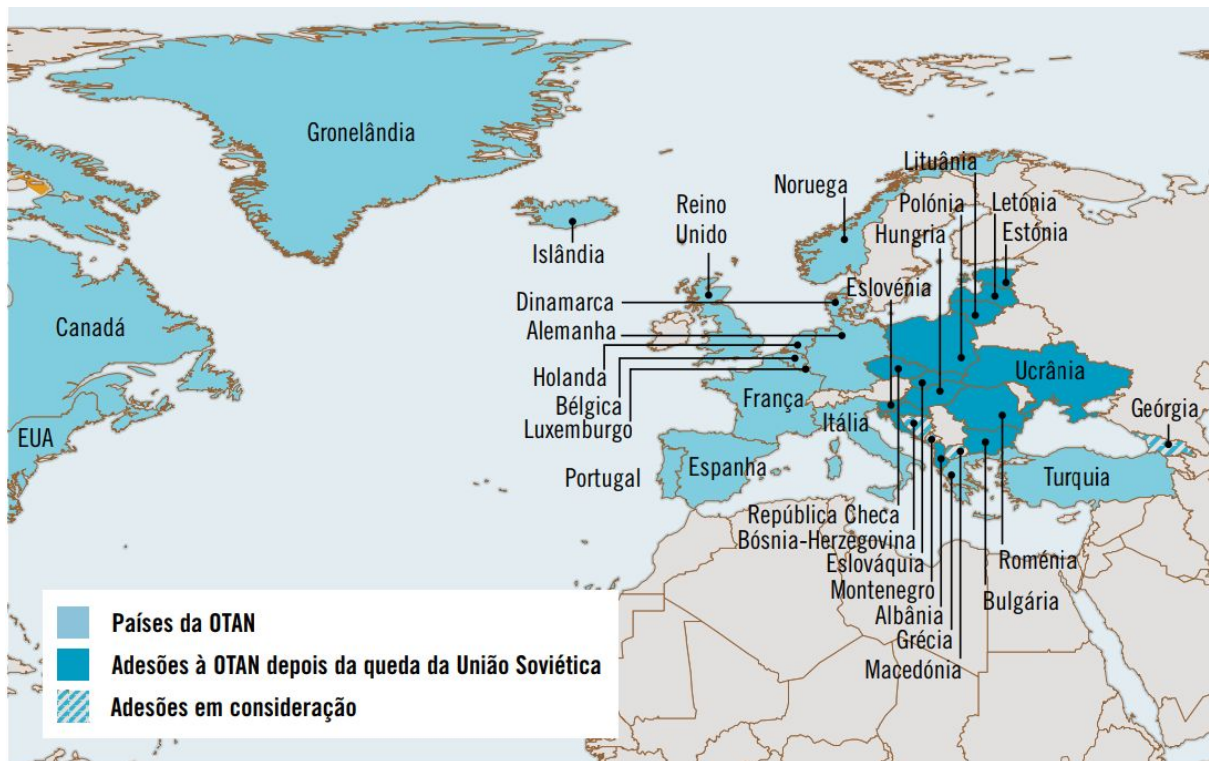 Gronelândia
Lituânia
Noruega
Polónia
Letónia
Reino
Unido
Hungria
Estónia
Islândia
Eslovénia
Dinamarca
Canadá
Alemanha
Ucrânia
Holanda
França
Bélgica
Geórgia
EUA
Luxemburgo
Itália
Portugal
Espanha
Turquia
República Checa
Bósnia-Herzegovina
Eslováquia
Roménia
Montenegro
Bulgária
Albânia
Grécia
Macedónia
Países da OTAN
Adesões à OTAN depois da queda da União Soviética
Adesões em consideração